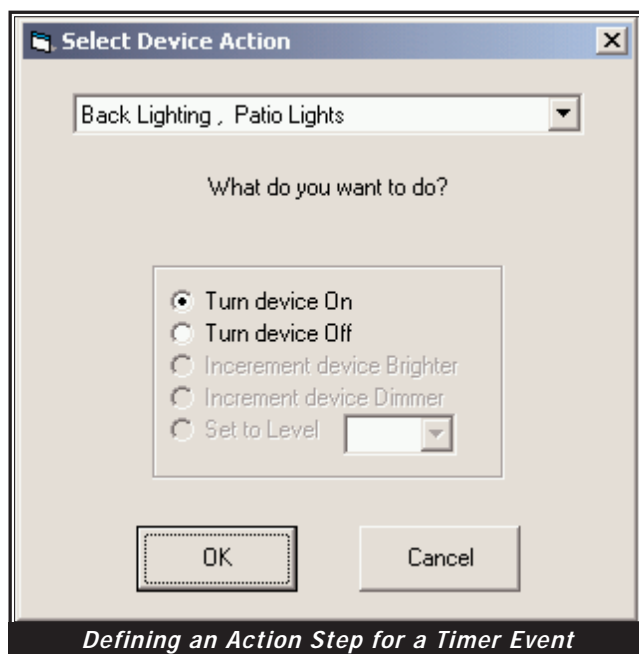 Select Device Action
Back Lighting , Patio Lights
What do you want to do?
Turn device On
Turn device Off
Incerement device Brighter
Increment device Dimmer
Set to Level
OK
Cancel
Defining an Action Step for a Timer Event